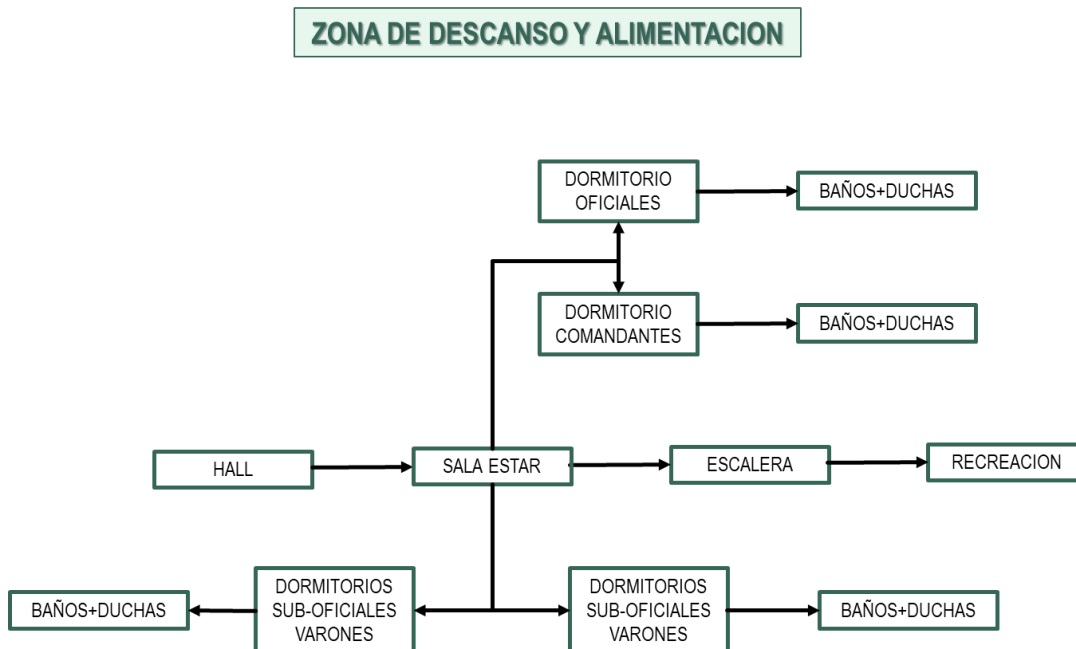 ZONA DE DESCANSO Y ALIMENTACION
DORMITORIO
OFICIALES
BAÑOS+DUCHAS
DORMITORIO
COMANDANTES
BAÑOS+DUCHAS
HALL
SALA ESTAR
ESCALERA
RECREACION
BAÑOS+DUCHAS
DORMITORIOS
SUB-OFICIALES
VARONES
DORMITORIOS
SUB-OFICIALES
VARONES
BAÑOS+DUCHAS